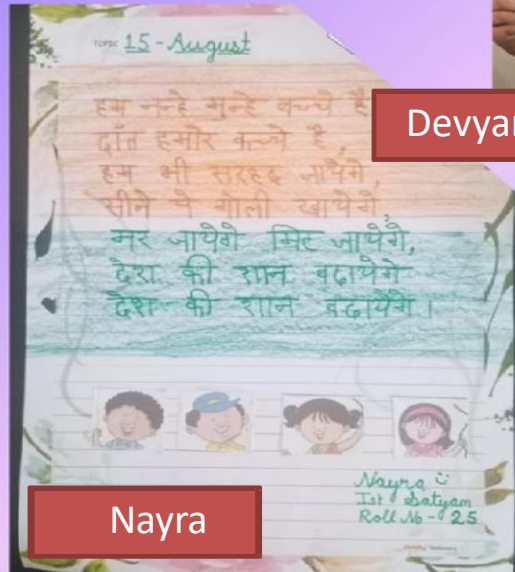 TOPIC 15 - August
हम नन्हे मुन्हे बच्चे है
दाँत हमोर कच्चे है,
हम भी सरहद जायेगे,
सीने पे गोली खायेगे,
मर जायेगे मिट जायेगे,
देश की शान बढायेगे
देश की शान बढायेंगे।
Nayra
Ist Satyam
Roll No - 25
Nayra